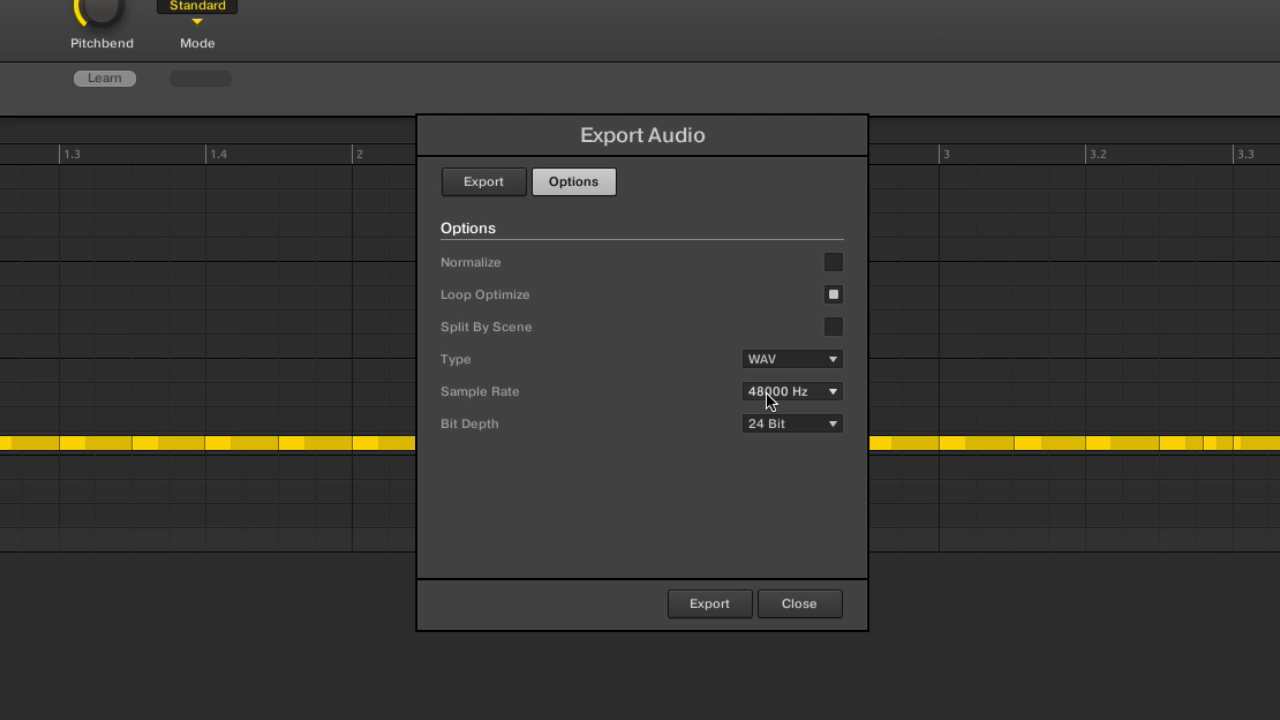 Standard
Pitchbend Mode
Learn
Export Audio
1.3 1.4 2 3 3.2 3.3
Export Options
Options
Normalize
Loop Optimize
Split By Scene
Type WAV
Sample Rate 48000 Hz
Bit Depth 24 Bit
Export Close